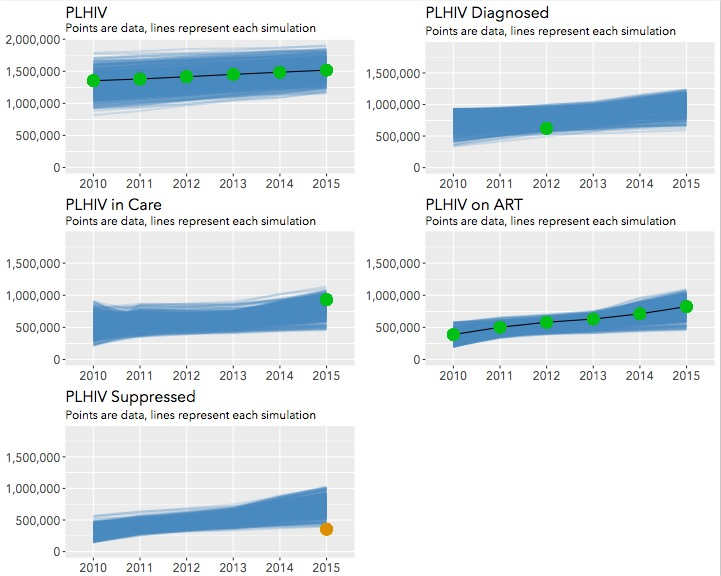 PLHIV
Points are data, lines represent each simulation
2,000,000
1,500,000
1,000,000
500,000
0
2010 2011 2012 2013 2014 2015
PLHIV Diagnosed
Points are data, lines represent each simulation
1,500,000
1,000,000
500,000
0
2010 2011 2012 2013 2014 2015
PLHIV in Care
Points are data, lines represent each simulation
1,500,000
1,000,000
500,000
0
2010 2011 2012 2013 2014 2015
PLHIV on ART
Points are data, lines represent each simulation
1,500,000
1,000,000
500,000
0
2010 2011 2012 2013 2014 2015
PLHIV Suppressed
Points are data, lines represent each simulation
1,500,000
1,000,000
500,000
0
2010 2011 2012 2013 2014 2015